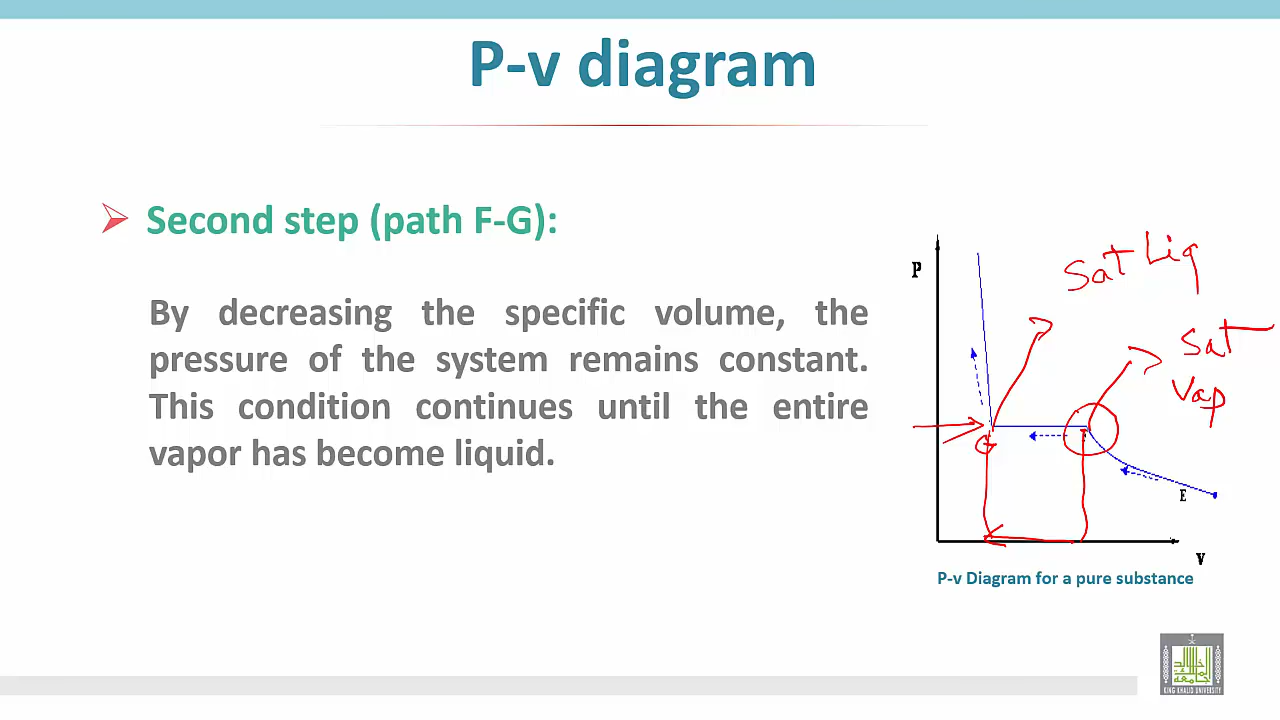 P-v diagram
Second step (path F-G):
By decreasing the specific volume, the
pressure of the system remains constant.
This condition continues until the entire
vapor has become liquid.
P
Sat Liq
Sat
Vap
G
E
v
P-v Diagram for a pure substance
KING KHALID UNIVERSITY